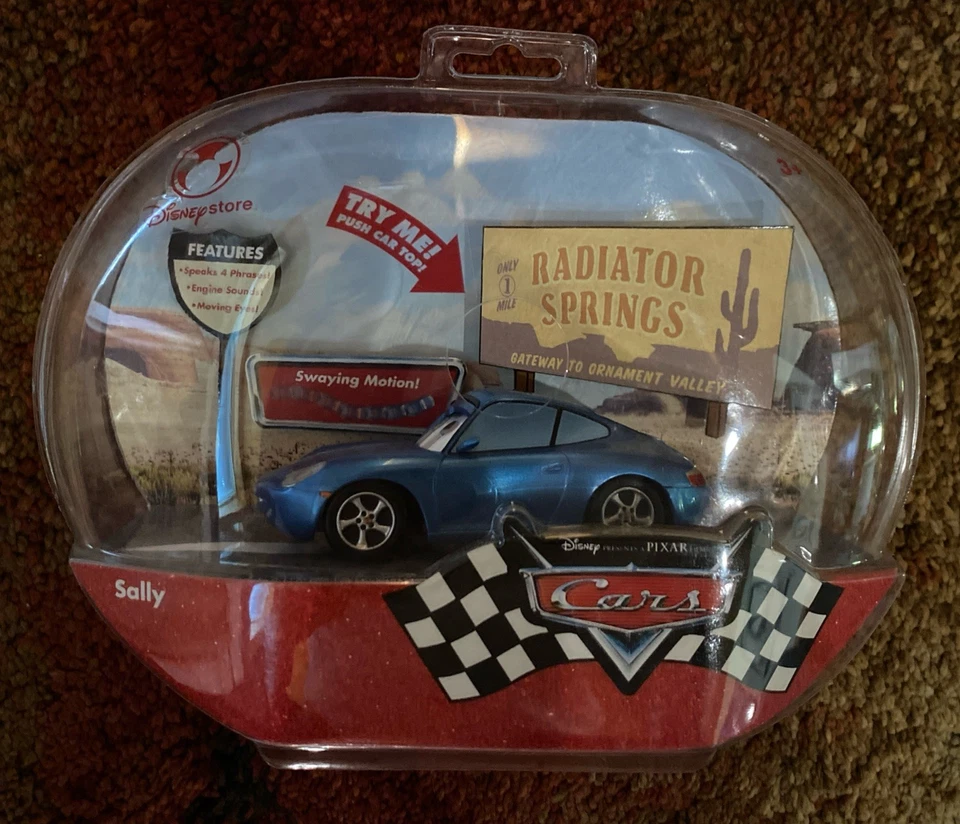 3+
DISNEY store
TRY ME!
PUSH CAR TOP!
FEATURES
•Speaks 4 Phrases!
•Engine Sounds!
•Moving Eyes!
ONLY
1
MILE
RADIATOR
SPRINGS
GATEWAY TO ORNAMENT VALLEY
Swaying Motion!
DISNEY PRESENTS A PIXAR
Cars
Sally